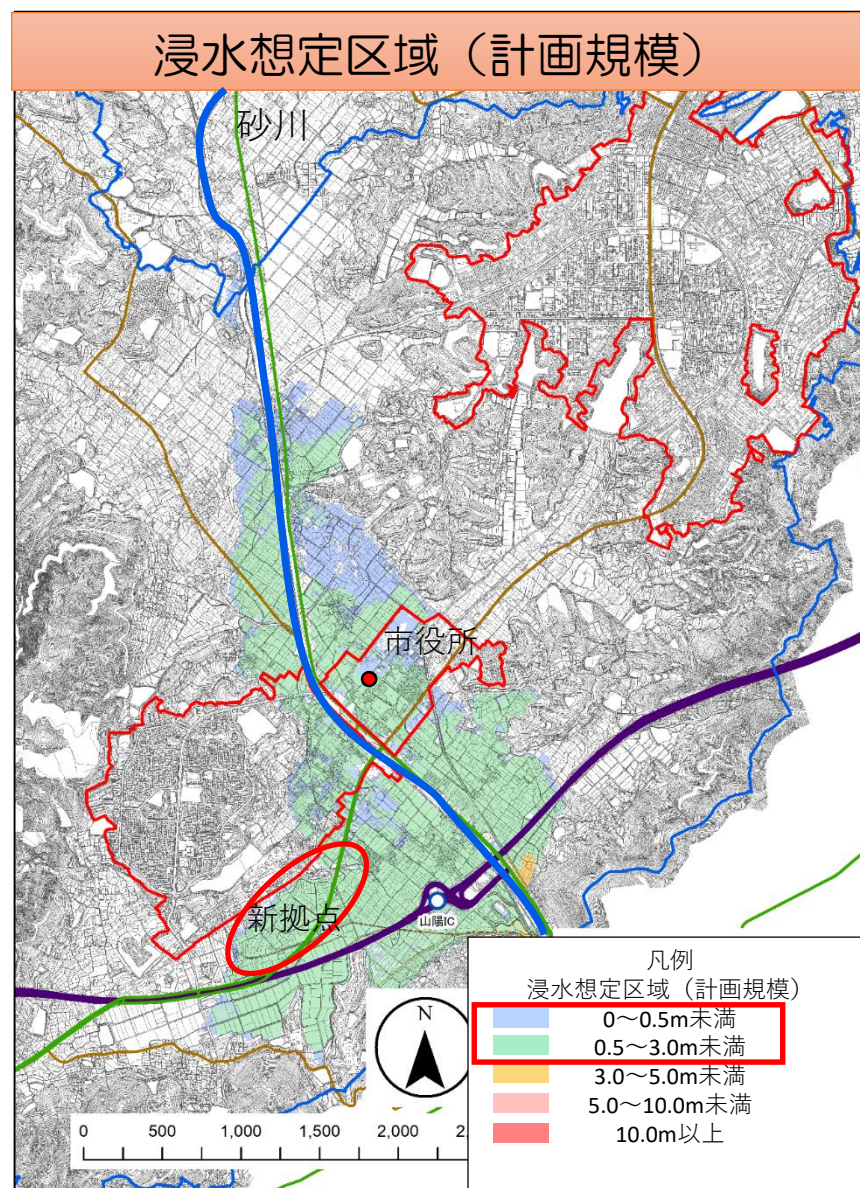 浸水想定区域（計画規模）
砂川
市役所
新拠点
山陽IC
凡例
浸水想定区域（計画規模）
0～0.5m未満
0.5～3.0m未満
3.0～5.0m未満
5.0～10.0m未満
10.0m以上
N
0 500 1,000 1,500 2,000